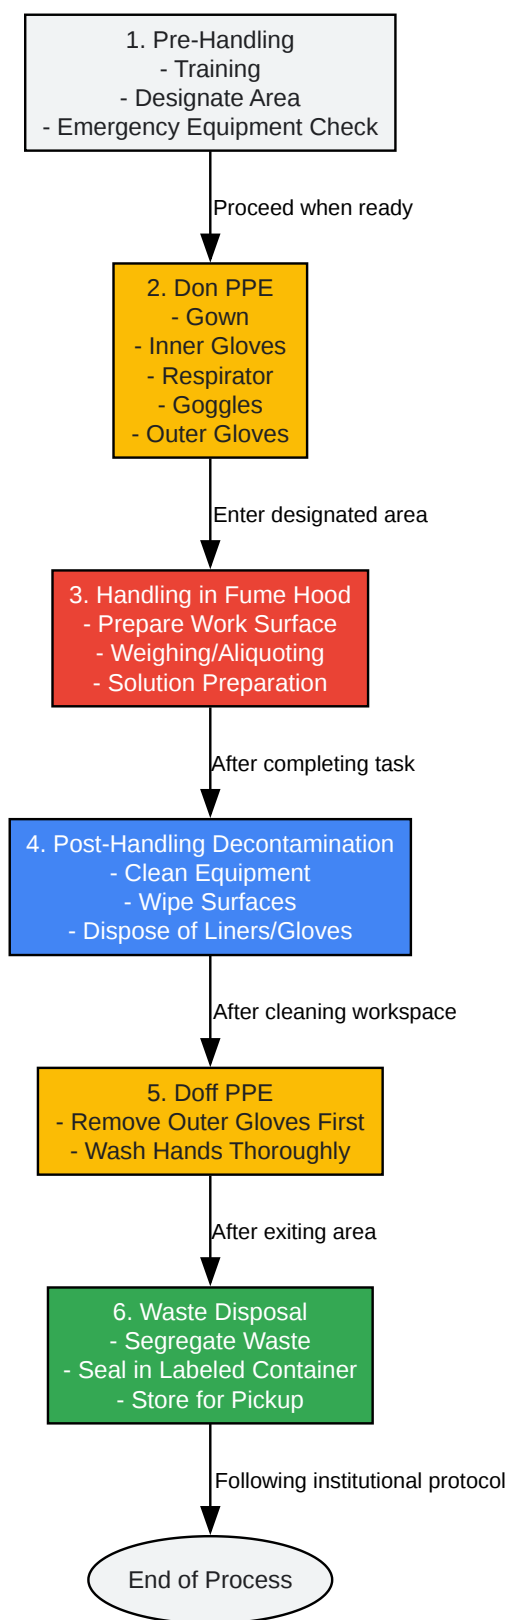 1. Pre-Handling
- Training
- Designate Area
- Emergency Equipment Check
Proceed when ready
2. Don PPE
- Gown
- Inner Gloves
- Respirator
- Goggles
- Outer Gloves
Enter designated area
3. Handling in Fume Hood
- Prepare Work Surface
- Weighing/Aliquoting
- Solution Preparation
After completing task
4. Post-Handling Decontamination
- Clean Equipment
- Wipe Surfaces
- Dispose of Liners/Gloves
After cleaning workspace
5. Doff PPE
- Remove Outer Gloves First
- Wash Hands Thoroughly
After exiting area
6. Waste Disposal
- Segregate Waste
- Seal in Labeled Container
- Store for Pickup
Following institutional protocol
End of Process